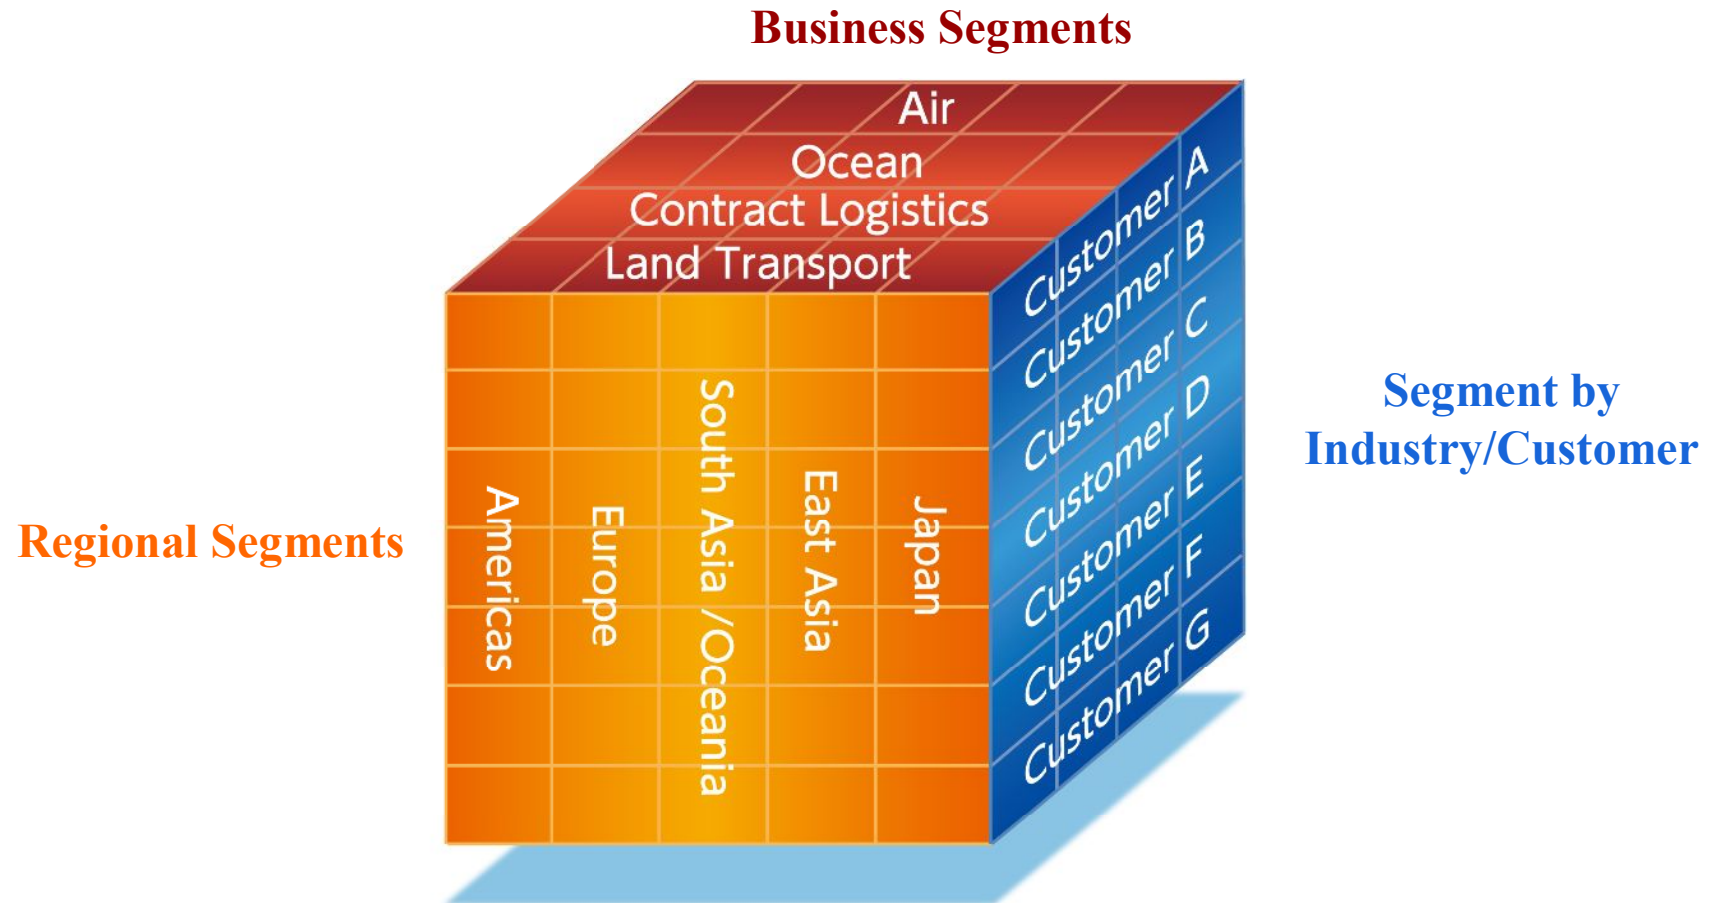 Business Segments
Air
Ocean
Contract Logistics
Land Transport
Regional Segments
Americas
Europe
South Asia /Oceania
East Asia
Japan
Customer A
Customer B
Customer C
Customer D
Customer E
Customer F
Customer G
Segment by
Industry/Customer